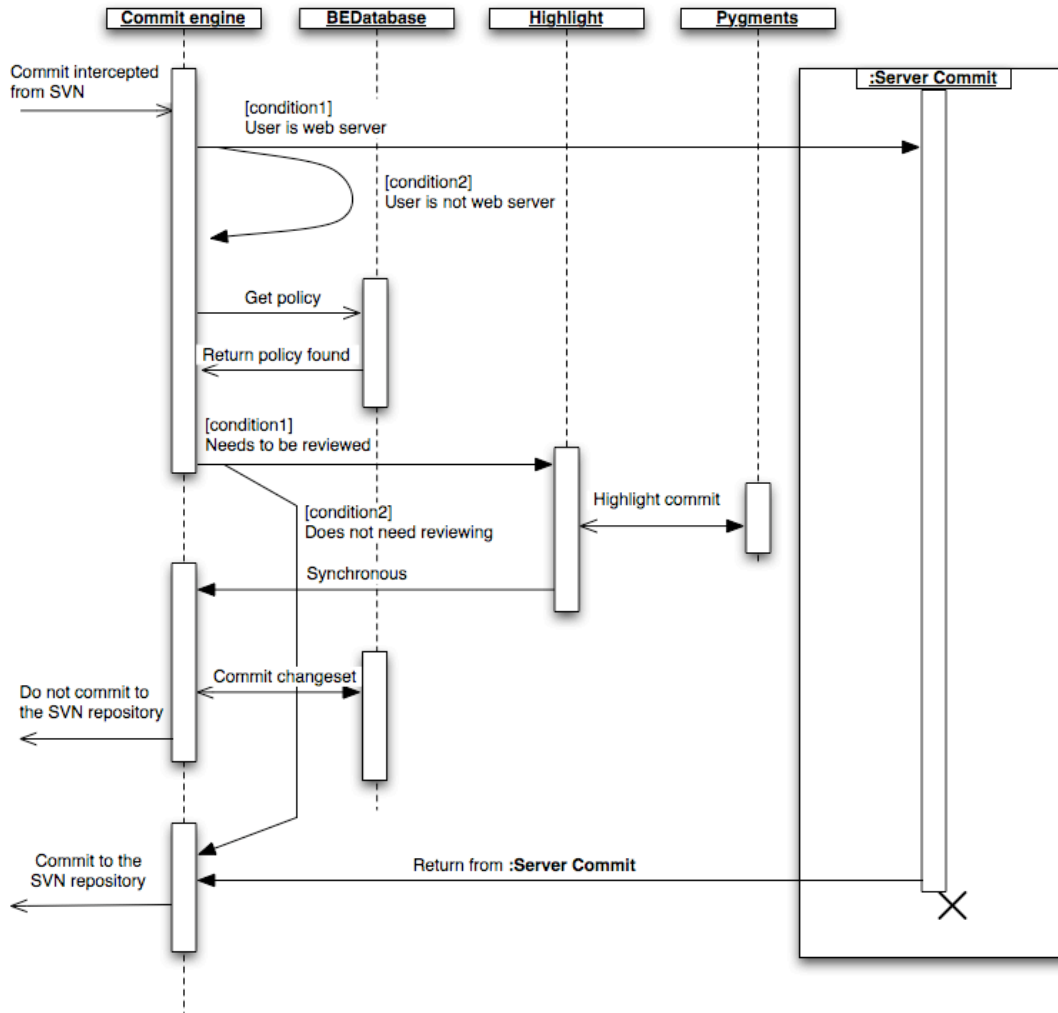 Commit engine
BEDatabase
Highlight
Pygments
:Server Commit
Commit intercepted
from SVN
[condition1]
User is web server
[condition2]
User is not web server
Get policy
Return policy found
[condition1]
Needs to be reviewed
Highlight commit
[condition2]
Does not need reviewing
Synchronous
Commit changeset
Do not commit to
the SVN repository
Commit to the
SVN repository
Return from :Server Commit